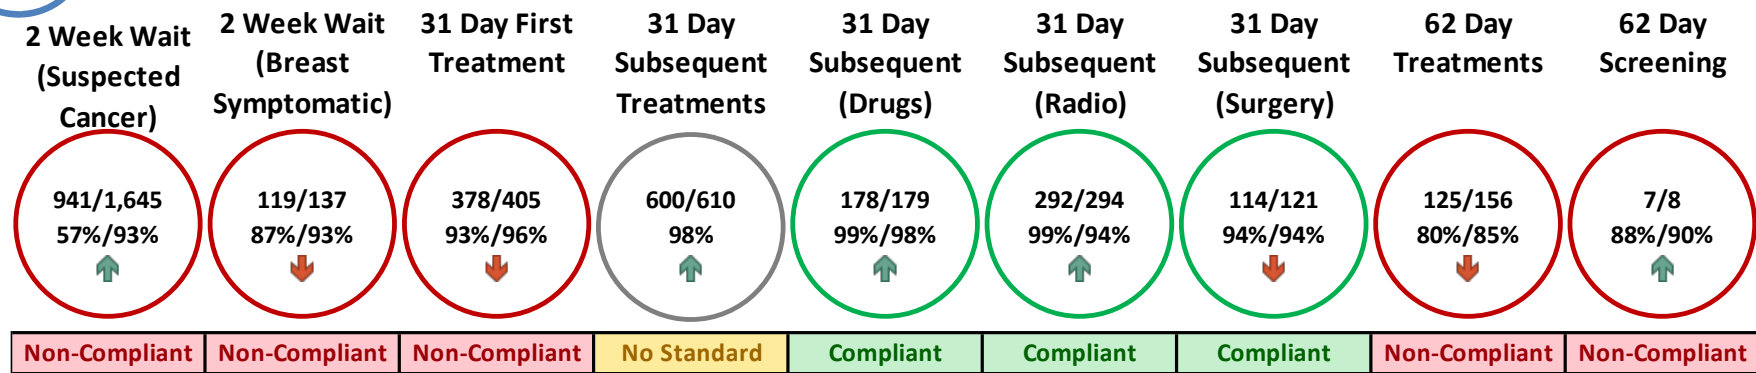 2 Week Wait
(Suspected
Cancer)
2 Week Wait
(Breast
Symptomatic)
31 Day First
Treatment
31 Day
Subsequent
Treatments
31 Day
Subsequent
(Drugs)
31 Day
Subsequent
(Radio)
31 Day
Subsequent
(Surgery)
62 Day
Treatments
62 Day
Screening
941/1,645
57%/93%
119/137
87%/93%
378/405
93%/96%
600/610
98%
178/179
99%/98%
292/294
99%/94%
114/121
94%/94%
125/156
80%/85%
7/8
88%/90%
Non-Compliant
Non-Compliant
Non-Compliant
No Standard
Compliant
Compliant
Compliant
Non-Compliant
Non-Compliant